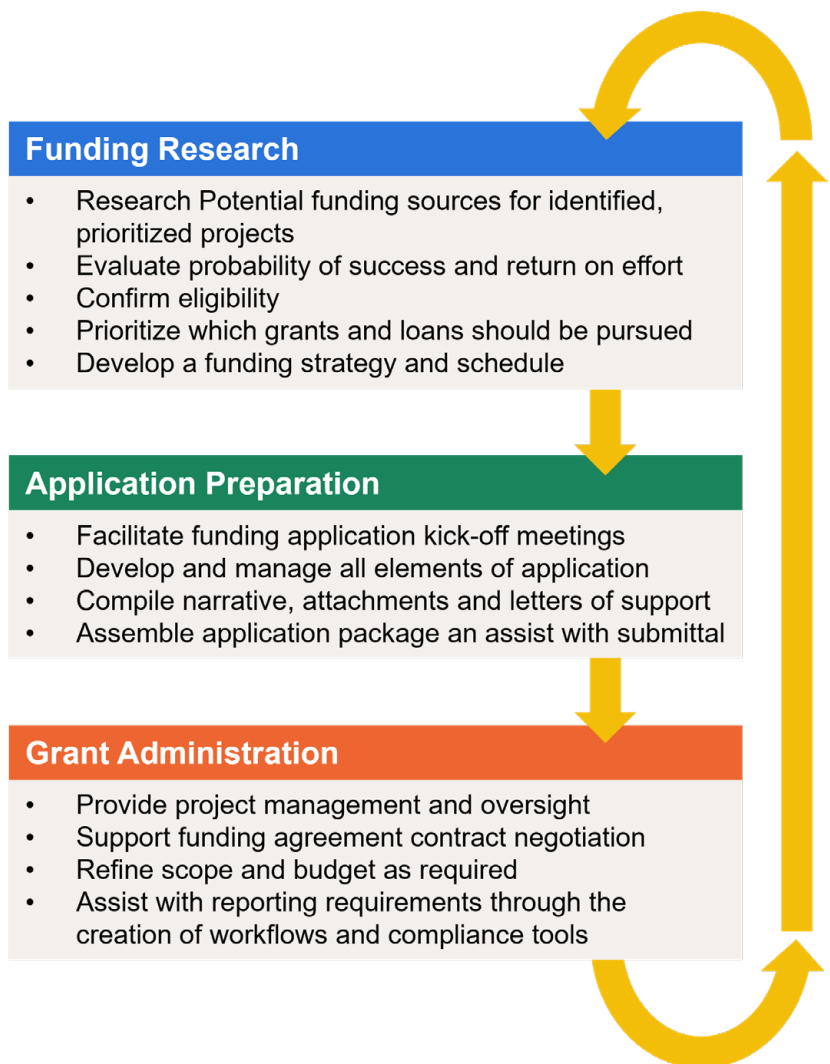 Funding Research
• Research Potential funding sources for identified,
prioritized projects
• Evaluate probability of success and return on effort
• Confirm eligibility
• Prioritize which grants and loans should be pursued
• Develop a funding strategy and schedule
Application Preparation
• Facilitate funding application kick-off meetings
• Develop and manage all elements of application
• Compile narrative, attachments and letters of support
• Assemble application package an assist with submittal
Grant Administration
• Provide project management and oversight
• Support funding agreement contract negotiation
• Refine scope and budget as required
• Assist with reporting requirements through the
creation of workflows and compliance tools